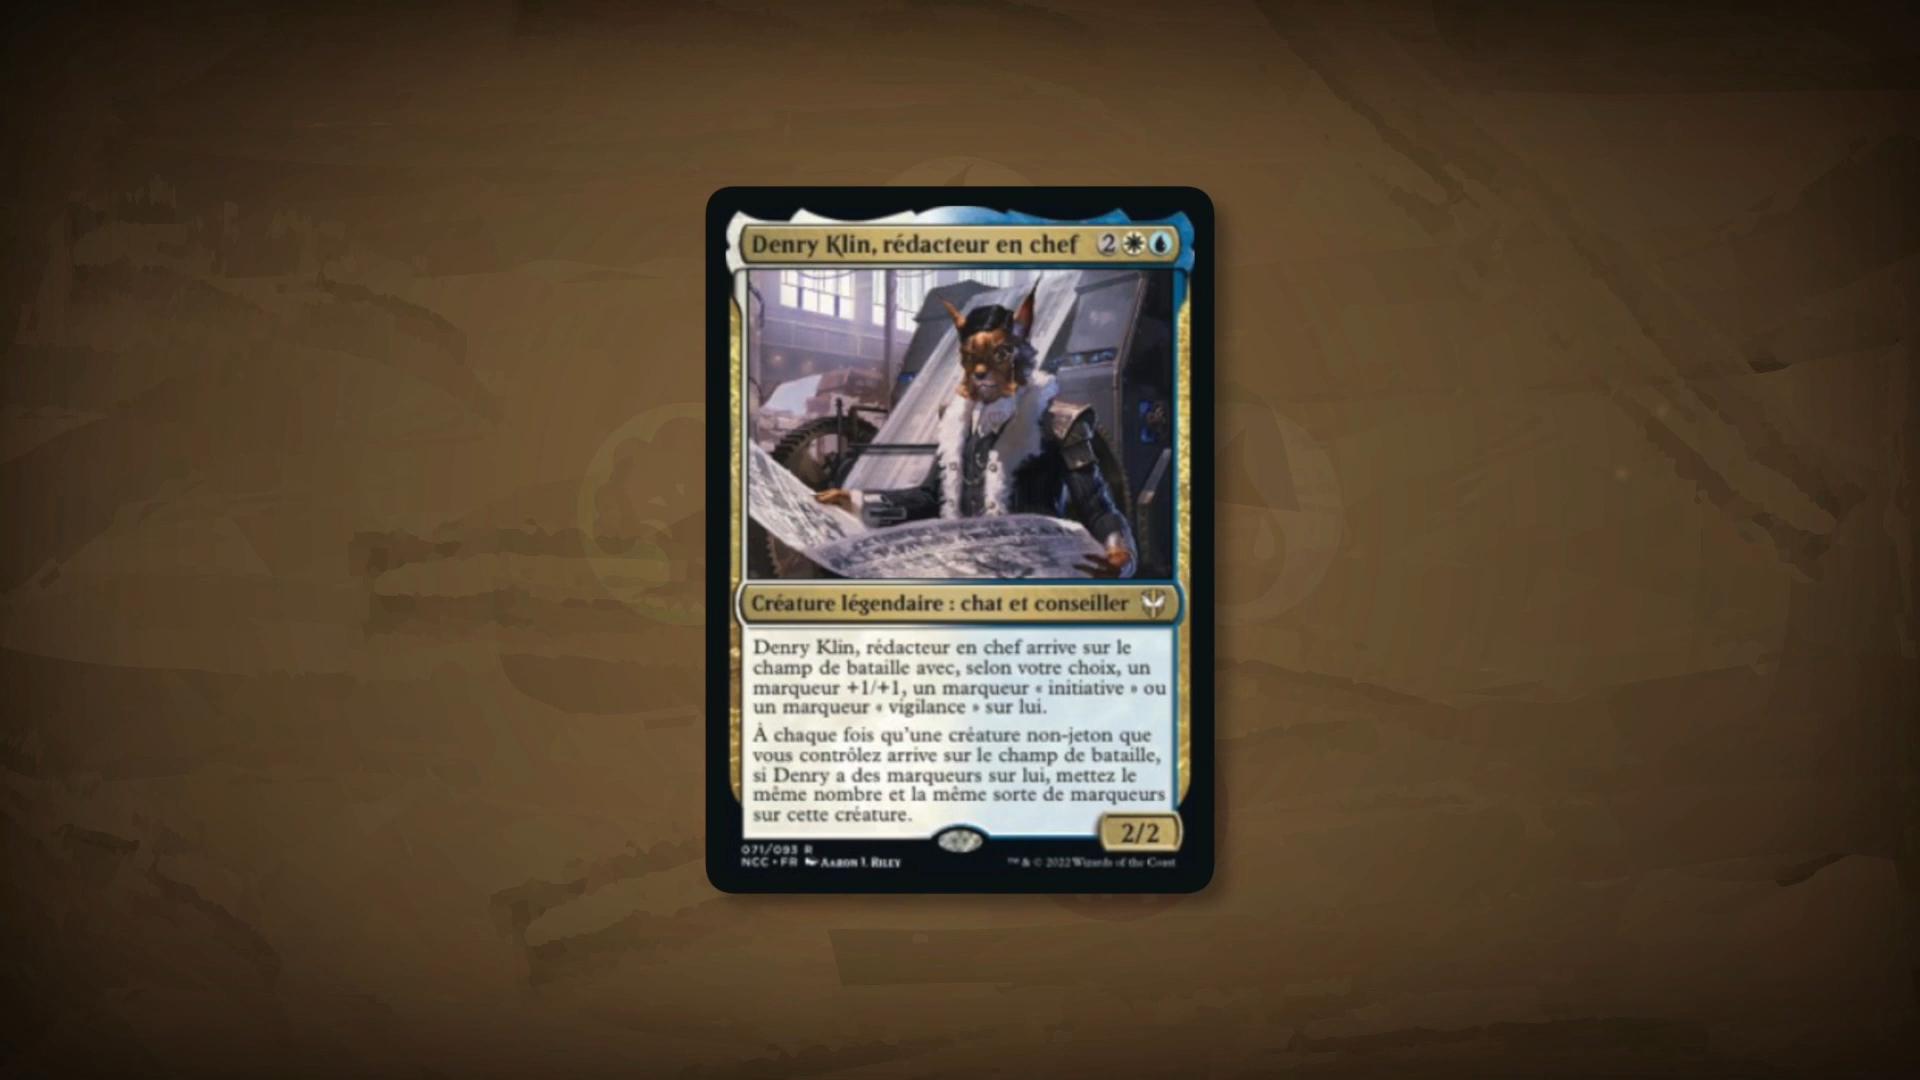 Denry Klin, rédacteur en chef 2
Créature légendaire : chat et conseiller
Denry Klin, rédacteur en chef arrive sur le
champ de bataille avec, selon votre choix, un
marqueur +1/+1, un marqueur « initiative » ou
un marqueur « vigilance » sur lui.
À chaque fois qu'une créature non-jeton que
vous contrôlez arrive sur le champ de bataille,
si Denry a des marqueurs sur lui, mettez le
même nombre et la même sorte de marqueurs
sur cette créature.
2/2
071/093 R
NCC • FR Aaron J. Riley
™ & © 2022 Wizards of the Coast